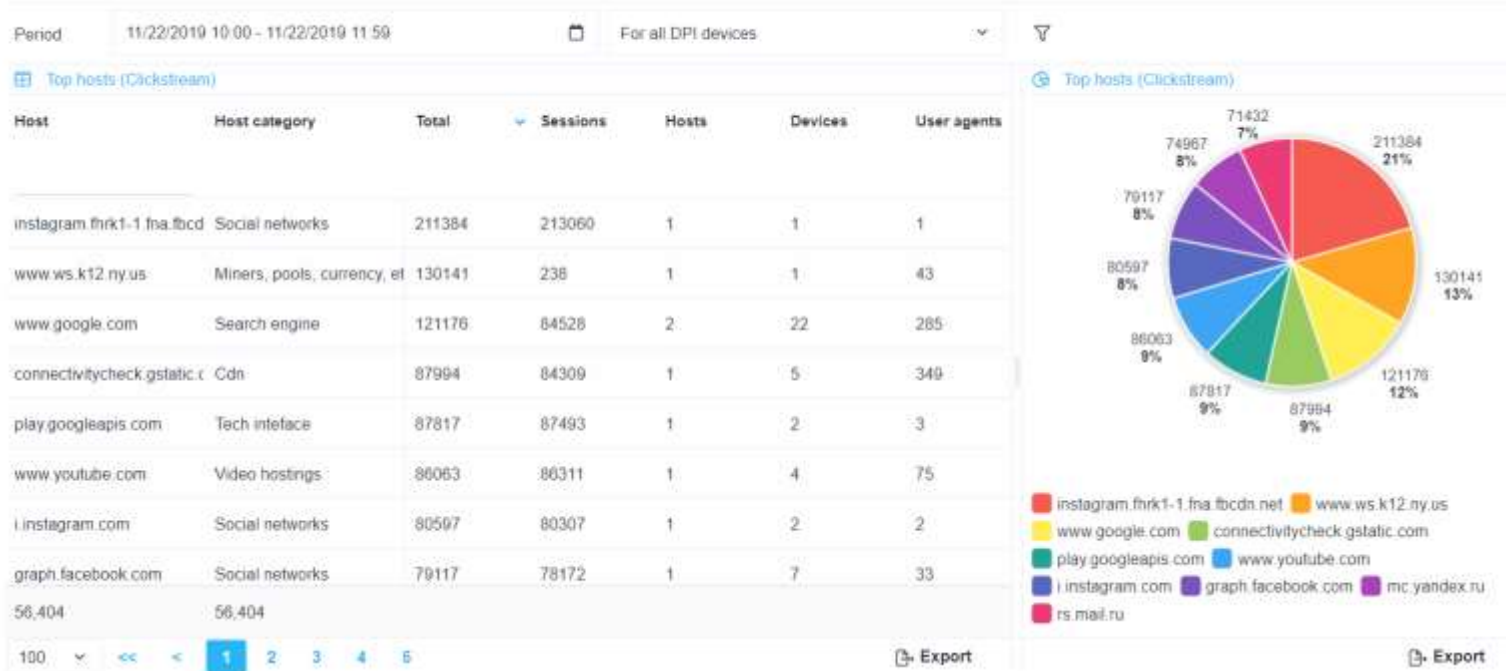 Period 11/22/2019 10:00 - 11/22/2019 11:59 For all DPI devices
Top hosts (Clickstream)
Host Host category Total Sessions Hosts Devices User agents
instagram.fhrk1-1.fna.fbcd Social networks 211384 213060 1 1 1
www.ws.k12.ny.us Miners, pools, currency, et 130141 238 1 1 43
www.google.com Search engine 121176 84528 2 22 285
connectivitycheck.gstatic.c Cdn 87994 84309 1 5 349
play.googleapis.com Tech inteface 87817 87493 1 2 3
www.youtube.com Video hostings 86063 86311 1 4 75
i.instagram.com Social networks 80597 80307 1 2 2
graph.facebook.com Social networks 79117 78172 1 7 33
56,404 56,404
100 << < 1 2 3 4 5 Export
Top hosts (Clickstream)
71432
7%
211384
21%
74967
8%
79117
8%
80597
8%
130141
13%
86063
9%
121176
12%
87817
9%
87994
9%
instagram.fhrk1-1.fna.fbcdn.net www.ws.k12.ny.us
www.google.com connectivitycheck.gstatic.com
play.googleapis.com www.youtube.com
i.instagram.com graph.facebook.com mc.yandex.ru
rs.mail.ru
Export